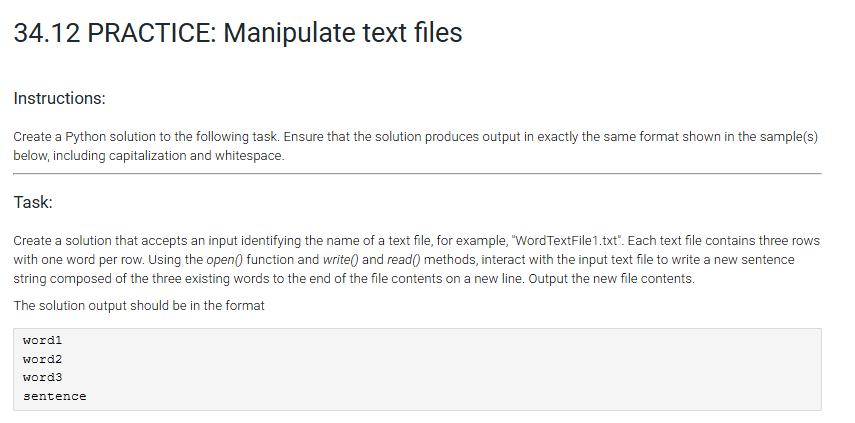 34.12 PRACTICE: Manipulate text files
Instructions:
Create a Python solution to the following task. Ensure that the solution produces output in exactly the same format shown in the sample(s)
below, including capitalization and whitespace.
Task:
Create a solution that accepts an input identifying the name of a text file, for example, "WordTextFile1.txt". Each text file contains three rows
with one word per row. Using the open() function and write() and read() methods, interact with the input text file to write a new sentence
string composed of the three existing words to the end of the file contents on a new line. Output the new file contents.
The solution output should be in the format
word1
word2
word3
sentence